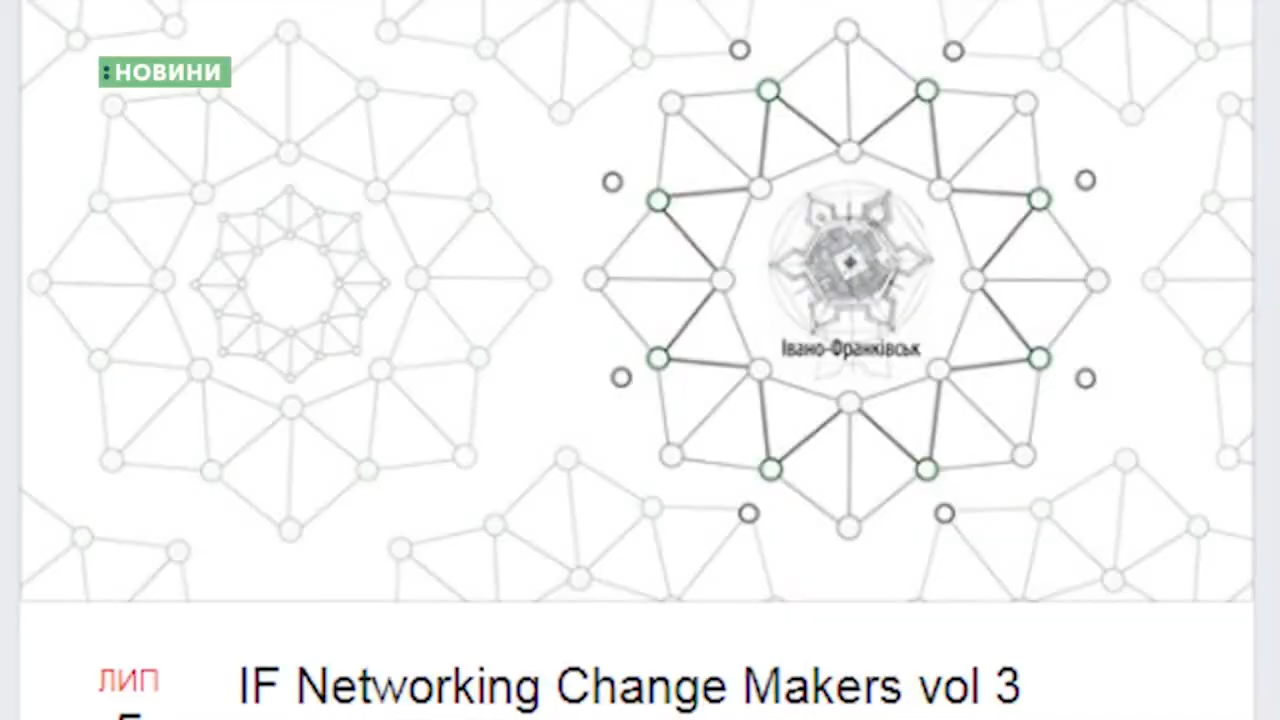 :НОВИНИ
Івано-Франківськ
ЛИП
IF Networking Change Makers vol 3